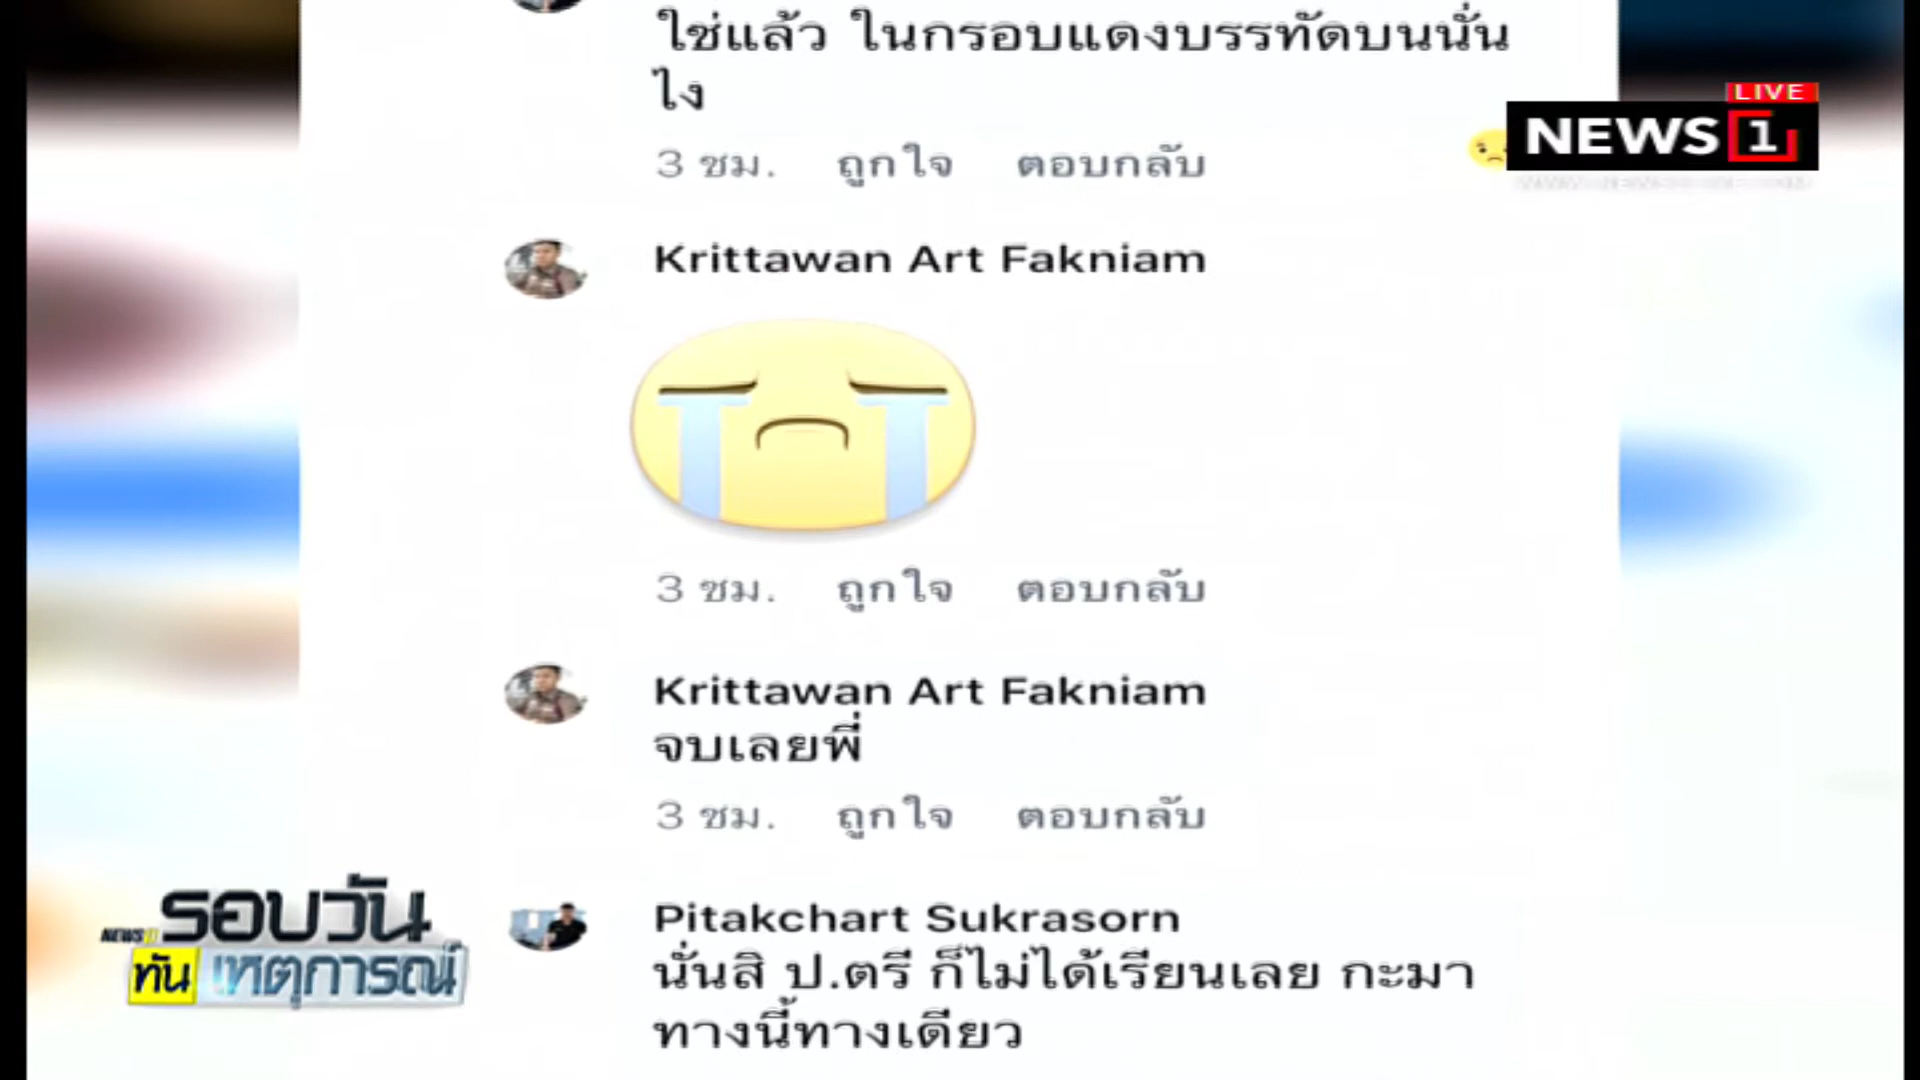 ใช่แล้ว ในกรอบแดงบรรทัดบนนั่น
ไง
3 ชม. ถูกใจ ตอบกลับ
LIVE
NEWS 1
Krittawan Art Fakniam
3 ชม. ถูกใจ ตอบกลับ
Krittawan Art Fakniam
จบเลยพี่
3 ชม. ถูกใจ ตอบกลับ
Pitakchart Sukrasorn
นั่นสิ ป.ตรี ก็ไม่ได้เรียนเลย กะมา
ทางนี้ทางเดียว
NEWS1 รอบวัน
ทัน เหตุการณ์